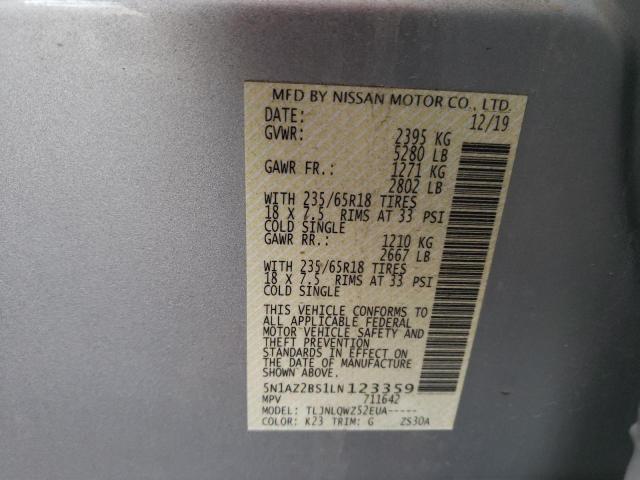 MFD BY NISSAN MOTOR CO., LTD.
DATE: 12/19
GVWR: 2395 KG
5280 LB
GAWR FR.: 1271 KG
2802 LB
WITH 235/65R18 TIRES
18 X 7.5 RIMS AT 33 PSI
COLD SINGLE
GAWR RR.: 1210 KG
2667 LB
WITH 235/65R18 TIRES
18 X 7.5 RIMS AT 33 PSI
COLD SINGLE
THIS VEHICLE CONFORMS TO
ALL APPLICABLE FEDERAL
MOTOR VEHICLE SAFETY AND
THEFT PREVENTION
STANDARDS IN EFFECT ON
THE DATE OF MANUFACTURE
SHOWN ABOVE.
5N1AZ2BS1LN123359
MPV 711642
MODEL: TLJNLQWZ52EUA-----
COLOR: K23 TRIM: G ZS30A